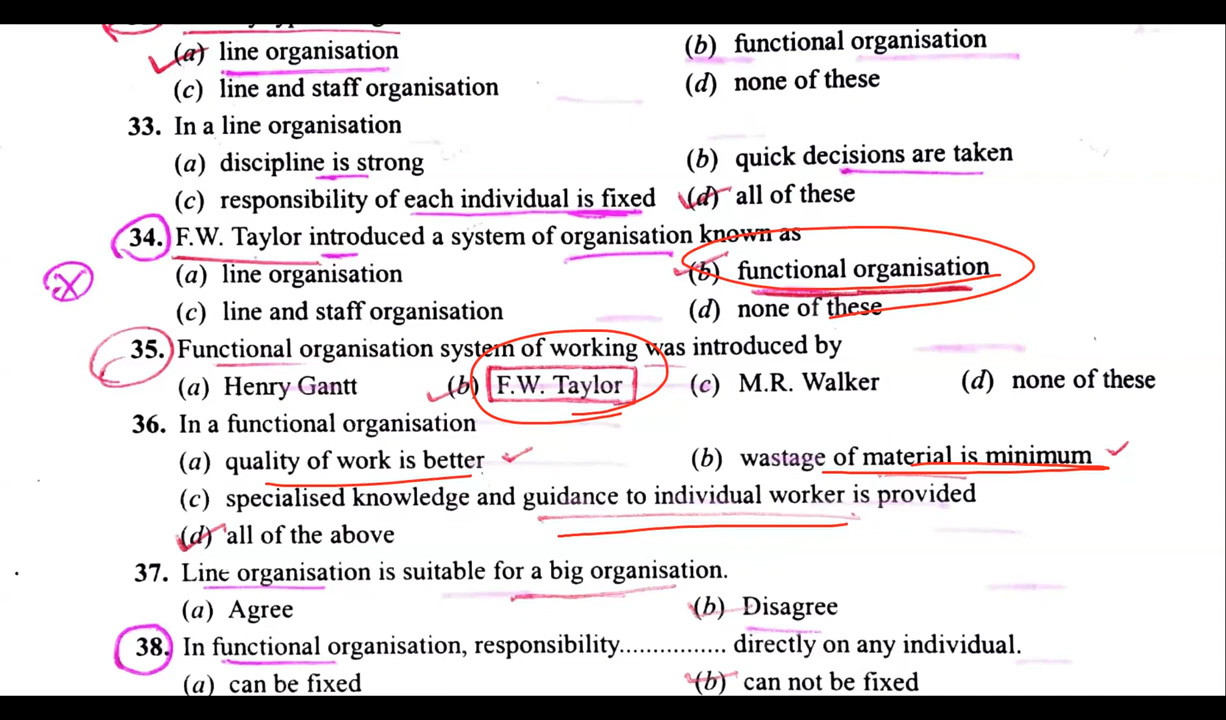 (a) line organisation (b) functional organisation
(c) line and staff organisation (d) none of these
33. In a line organisation
(a) discipline is strong (b) quick decisions are taken
(c) responsibility of each individual is fixed (d) all of these
34. F.W. Taylor introduced a system of organisation known as
(a) line organisation (b) functional organisation
(c) line and staff organisation (d) none of these
35. Functional organisation system of working was introduced by
(a) Henry Gantt (b) F.W. Taylor (c) M.R. Walker (d) none of these
36. In a functional organisation
(a) quality of work is better (b) wastage of material is minimum
(c) specialised knowledge and guidance to individual worker is provided
(d) all of the above
37. Line organisation is suitable for a big organisation.
(a) Agree (b) Disagree
38. In functional organisation, responsibility............... directly on any individual.
(a) can be fixed (b) can not be fixed